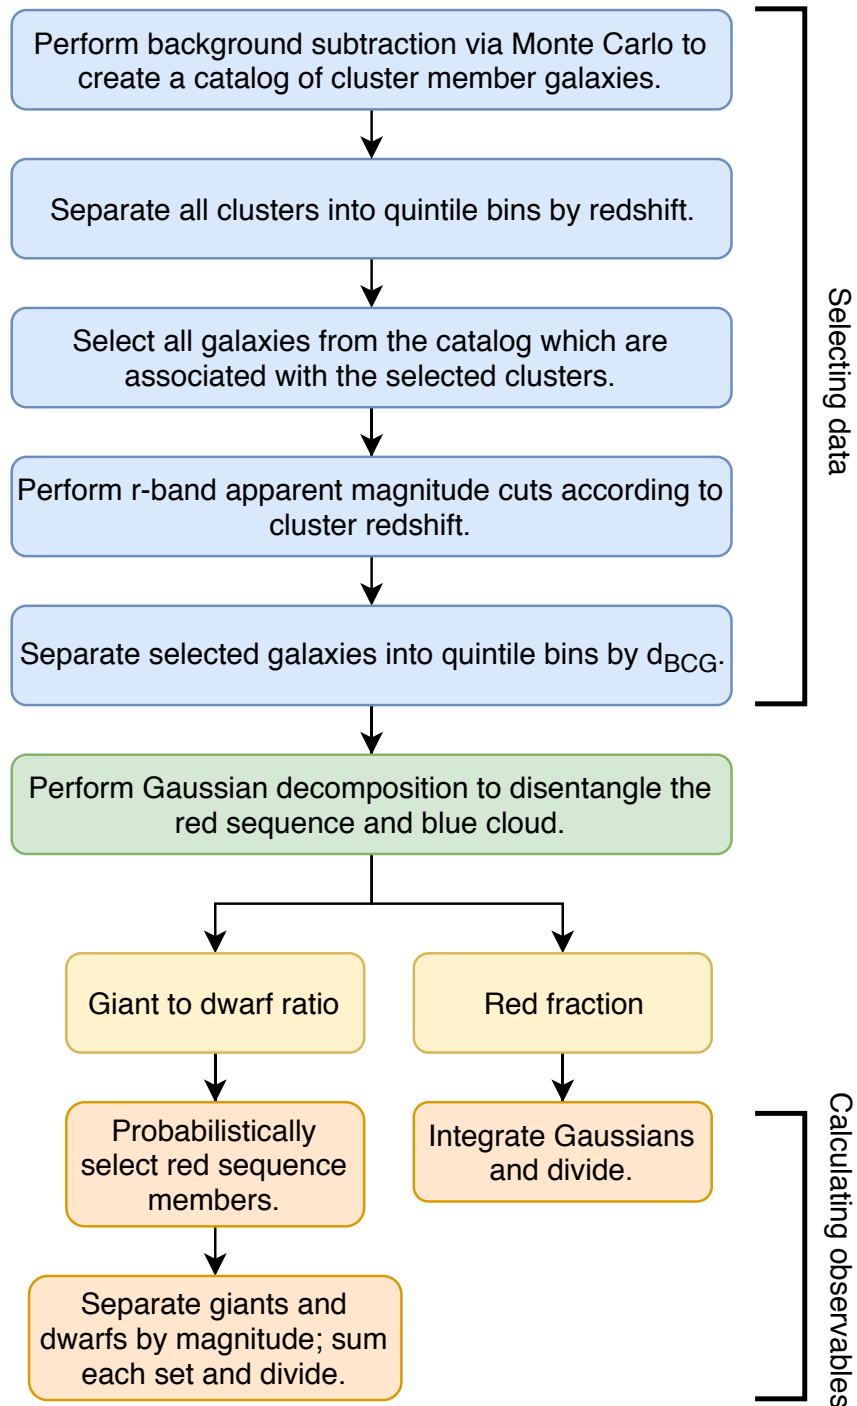 Perform background subtraction via Monte Carlo to
create a catalog of cluster member galaxies.
Separate all clusters into quintile bins by redshift.
Select all galaxies from the catalog which are
associated with the selected clusters.
Perform r-band apparent magnitude cuts according to
cluster redshift.
Separate selected galaxies into quintile bins by dBCG.
Selecting data
Perform Gaussian decomposition to disentangle the
red sequence and blue cloud.
Giant to dwarf ratio
Red fraction
Probabilistically
select red sequence
members.
Integrate Gaussians
and divide.
Separate giants and
dwarfs by magnitude; sum
each set and divide.
Calculating observables